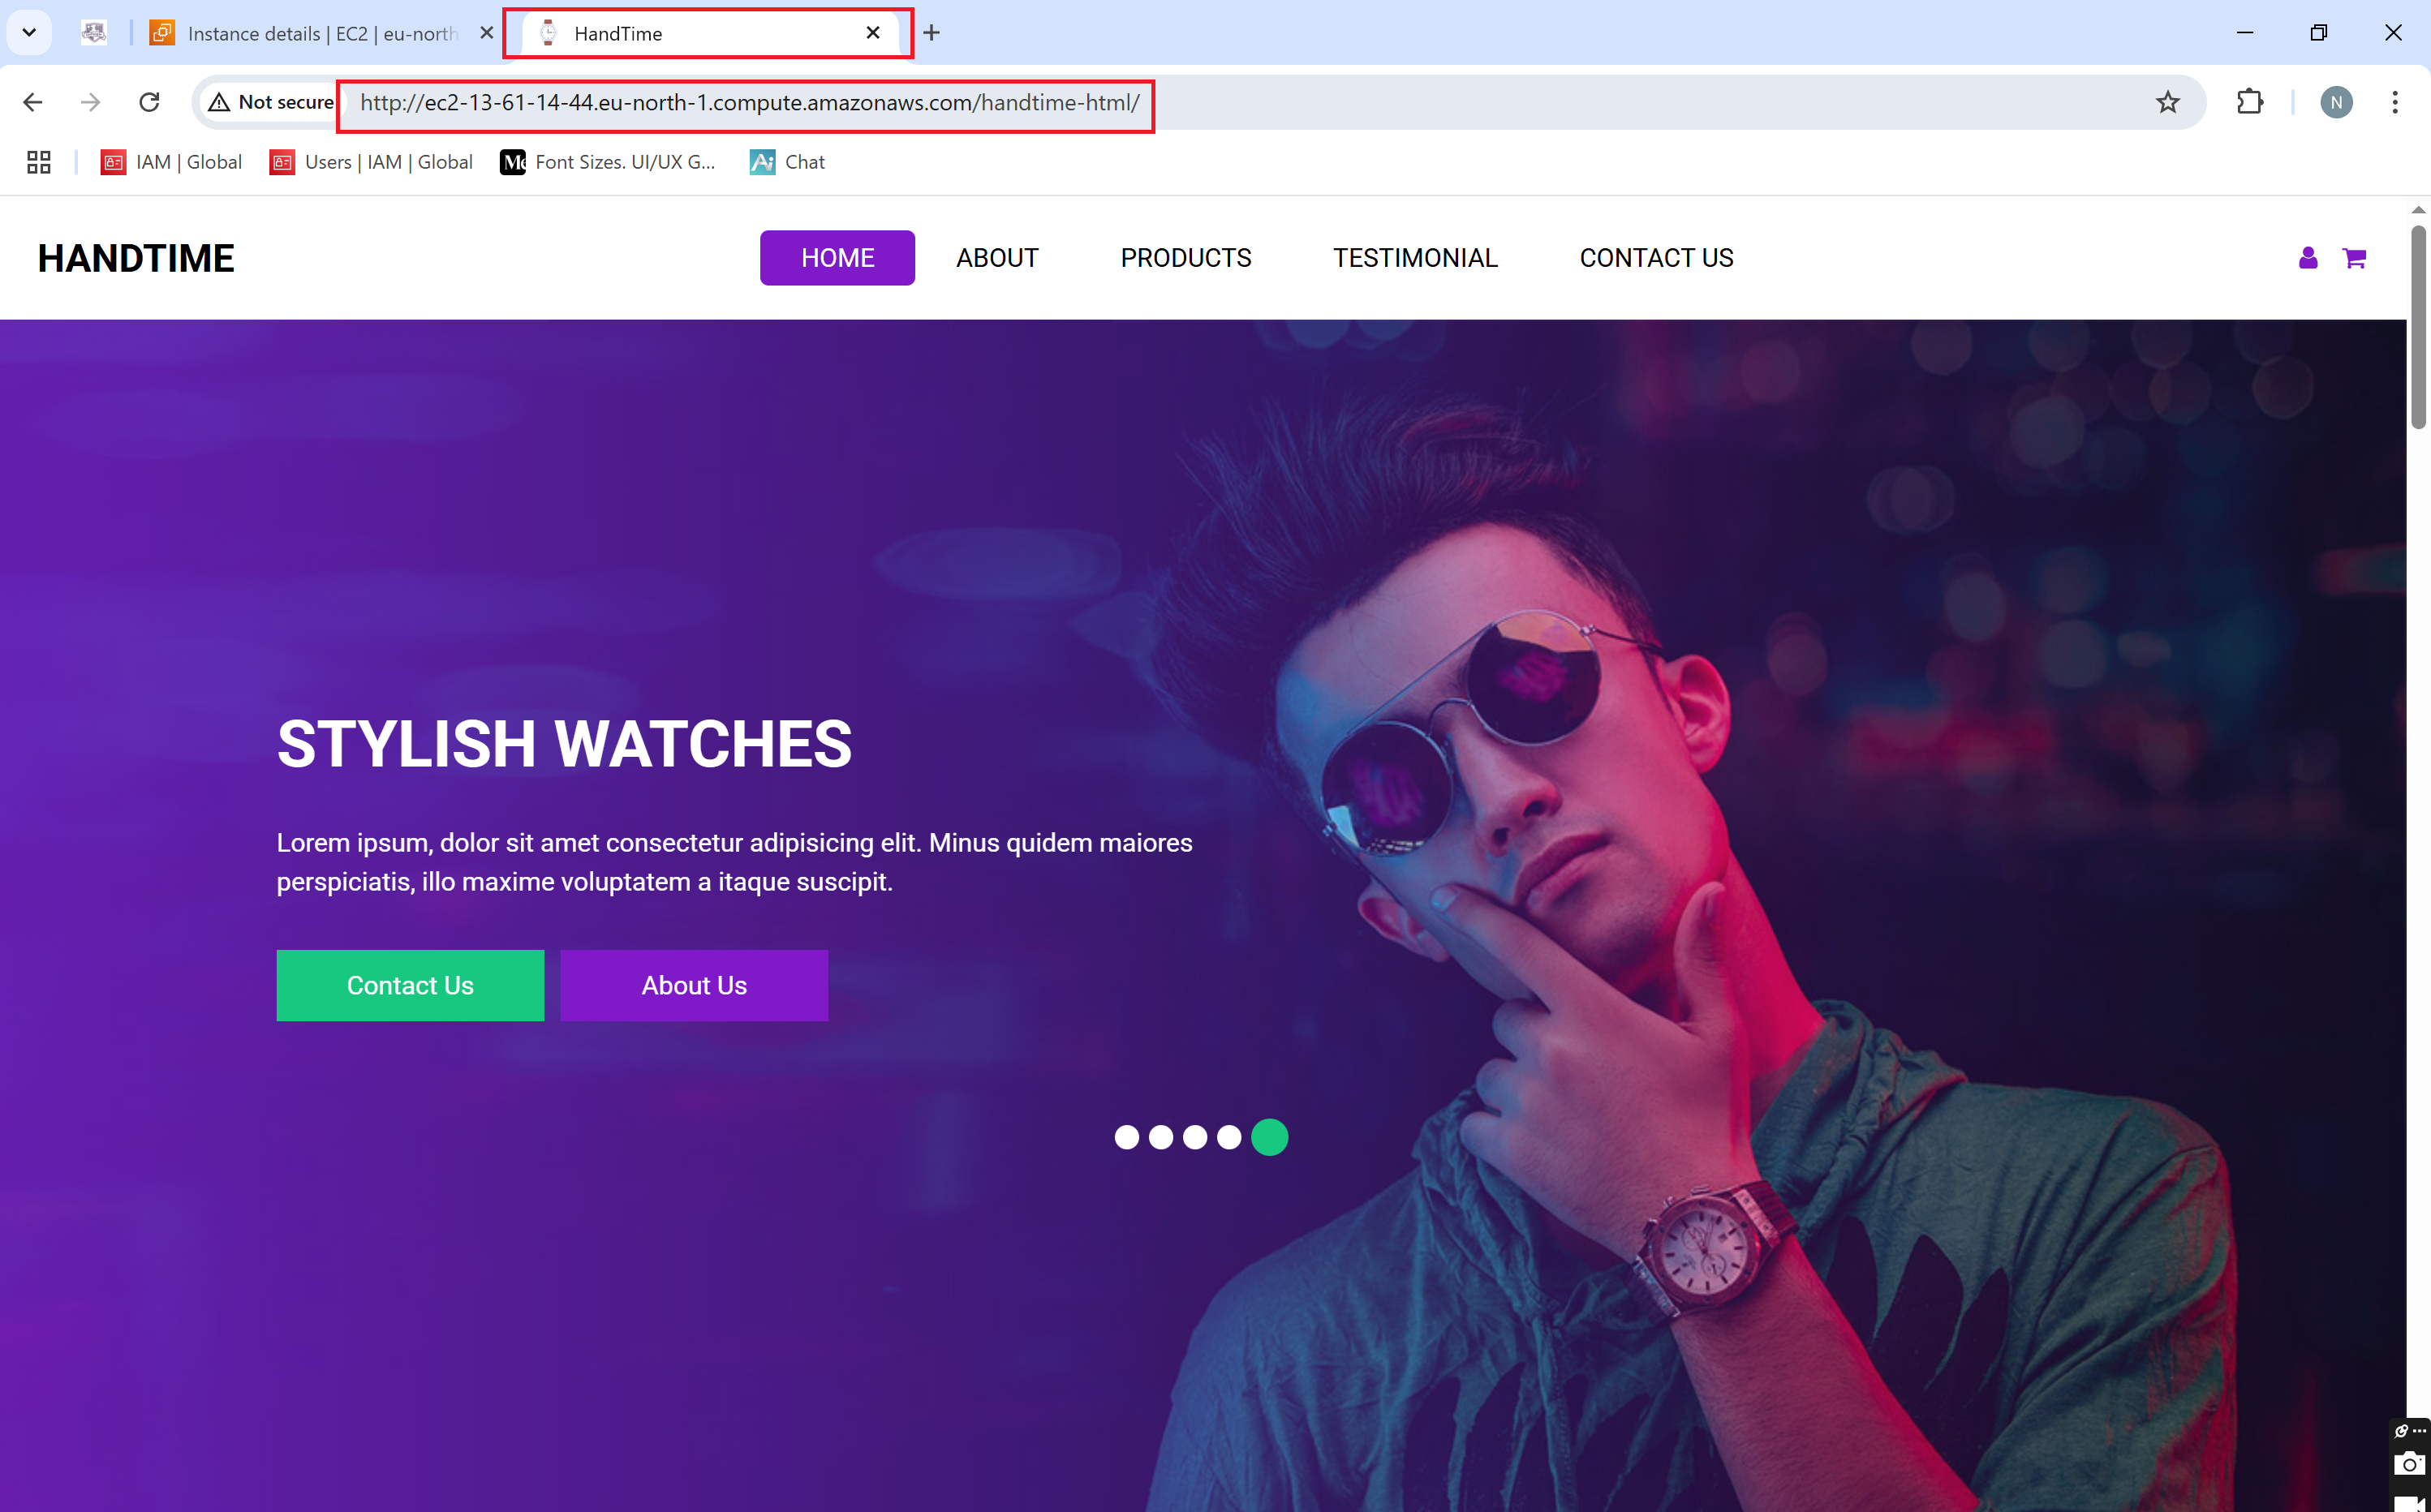 Instance details | EC2 | eu-north
HandTime
Not secure
http://ec2-13-61-14-44.eu-north-1.compute.amazonaws.com/handtime-html/
N
IAM | Global
Users | IAM | Global
Font Sizes. UI/UX G...
Chat
HANDTIME
HOME
ABOUT
PRODUCTS
TESTIMONIAL
CONTACT US
STYLISH WATCHES
Lorem ipsum, dolor sit amet consectetur adipisicing elit. Minus quidem maiores
perspiciatis, illo maxime voluptatem a itaque suscipit.
Contact Us
About Us